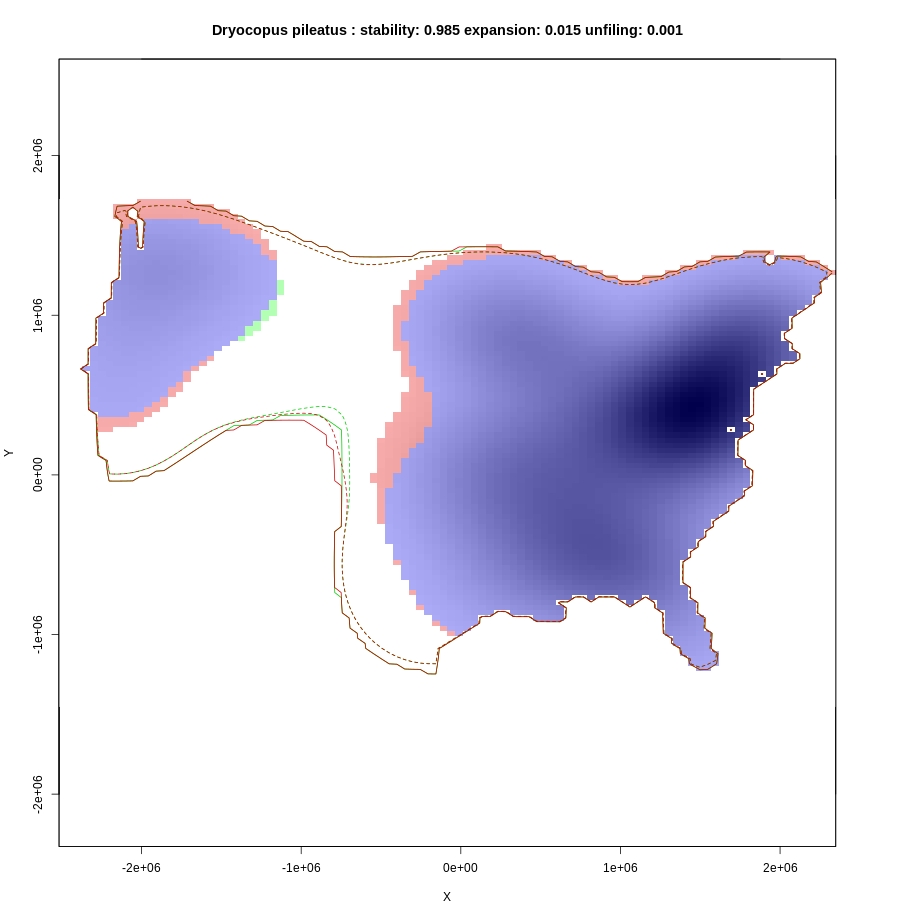 Dryocopus pileatus : stability: 0.985 expansion: 0.015 unfiling: 0.001
2e+06
1e+06
0e+00
-1e+06
-2e+06
Y
-2e+06 -1e+06 0e+00 1e+06 2e+06
X